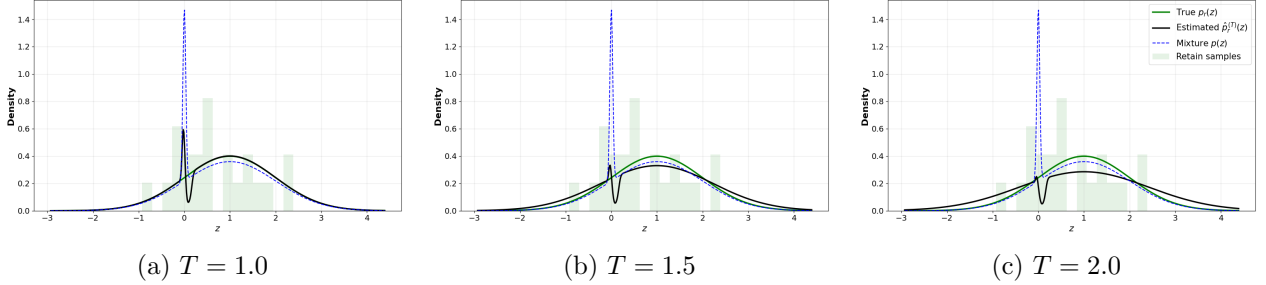 True p_r(z)
Estimated p̂_r^(T)(z)
Mixture p(z)
Retain samples
Density
1.4
1.2
1.0
0.8
0.6
0.4
0.2
0.0
−3 −2 −1 0 1 2 3 4
z
(a) T = 1.0
Density
1.4
1.2
1.0
0.8
0.6
0.4
0.2
0.0
−3 −2 −1 0 1 2 3 4
z
(b) T = 1.5
Density
1.4
1.2
1.0
0.8
0.6
0.4
0.2
0.0
−3 −2 −1 0 1 2 3 4
z
(c) T = 2.0